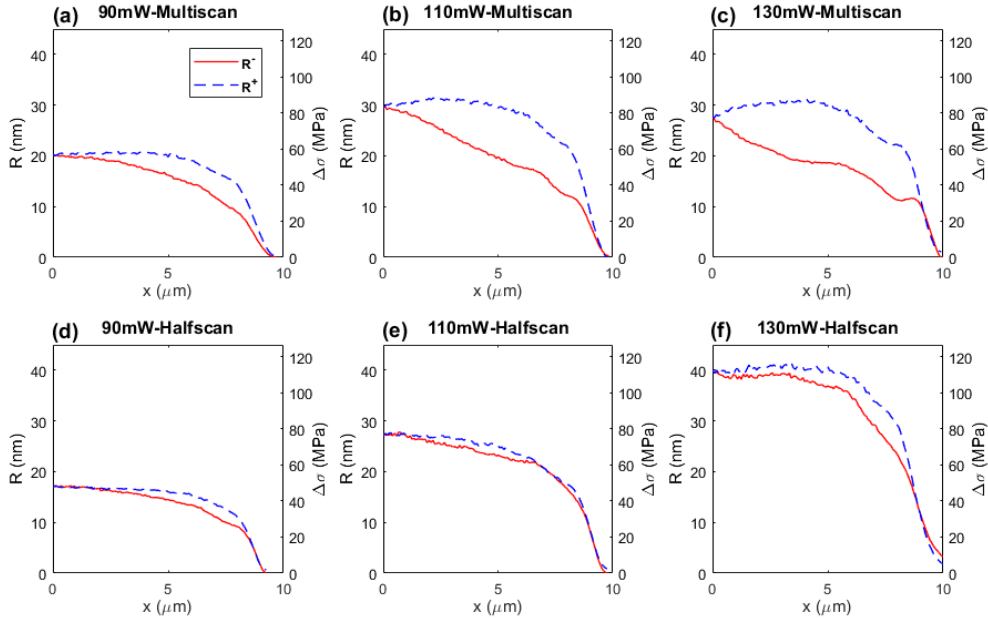 (a) 90mW-Multiscan
(b) 110mW-Multiscan
(c) 130mW-Multiscan
R (nm)
40
30
20
10
0
R⁻
R⁺
120
100
80
60
40
20
0
Δσ (MPa)
0 5 10
x (μm)
R (nm)
40
30
20
10
0
120
100
80
60
40
20
0
Δσ (MPa)
0 5 10
x (μm)
R (nm)
40
30
20
10
0
120
100
80
60
40
20
0
Δσ (MPa)
0 5 10
x (μm)
(d) 90mW-Halfscan
(e) 110mW-Halfscan
(f) 130mW-Halfscan
R (nm)
40
30
20
10
0
120
100
80
60
40
20
0
Δσ (MPa)
0 5 10
x (μm)
R (nm)
40
30
20
10
0
120
100
80
60
40
20
0
Δσ (MPa)
0 5 10
x (μm)
R (nm)
40
30
20
10
0
120
100
80
60
40
20
0
Δσ (MPa)
0 5 10
x (μm)